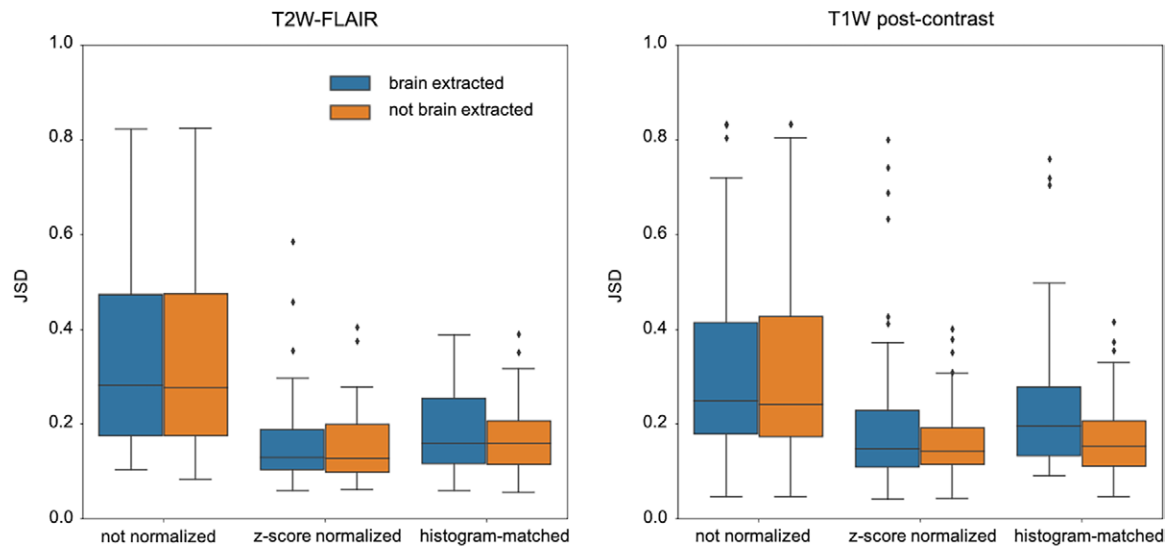 T2W-FLAIR
1.0
0.8
0.6
0.4
0.2
0.0
JSD
brain extracted
not brain extracted
not normalized
z-score normalized
histogram-matched
T1W post-contrast
1.0
0.8
0.6
0.4
0.2
0.0
JSD
not normalized
z-score normalized
histogram-matched